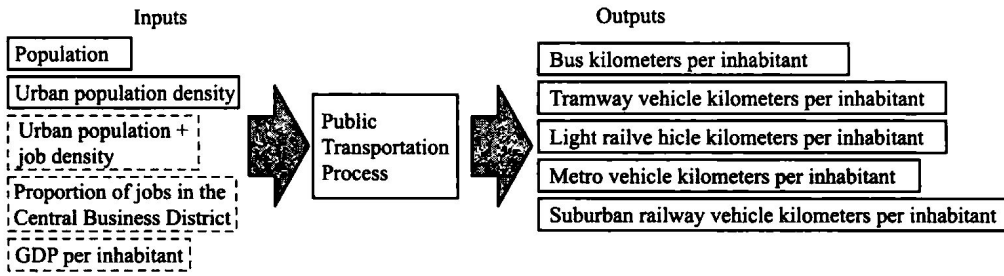 Inputs
Population
Urban population density
Urban population +
job density
Proportion of jobs in the
Central Business District
GDP per inhabitant
Public
Transportation
Process
Outputs
Bus kilometers per inhabitant
Tramway vehicle kilometers per inhabitant
Light railve hicle kilometers per inhabitant
Metro vehicle kilometers per inhabitant
Suburban railway vehicle kilometers per inhabitant